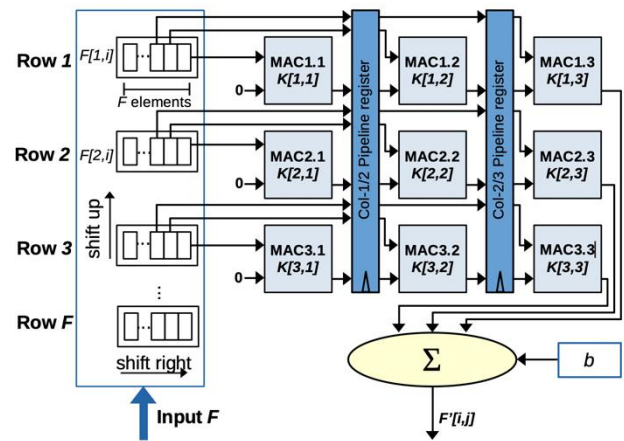 Row 1
F[1,i]
F elements
0
MAC1.1
K[1,1]
Col-1/2 Pipeline register
MAC1.2
K[1,2]
Col-2/3 Pipeline register
MAC1.3
K[1,3]
Row 2
F[2,i]
0
MAC2.1
K[2,1]
MAC2.2
K[2,2]
MAC2.3
K[2,3]
shift up
Row 3
0
MAC3.1
K[3,1]
MAC3.2
K[3,2]
MAC3.3
K[3,3]
Row F
shift right
Input F
Σ
b
F'[i,j]